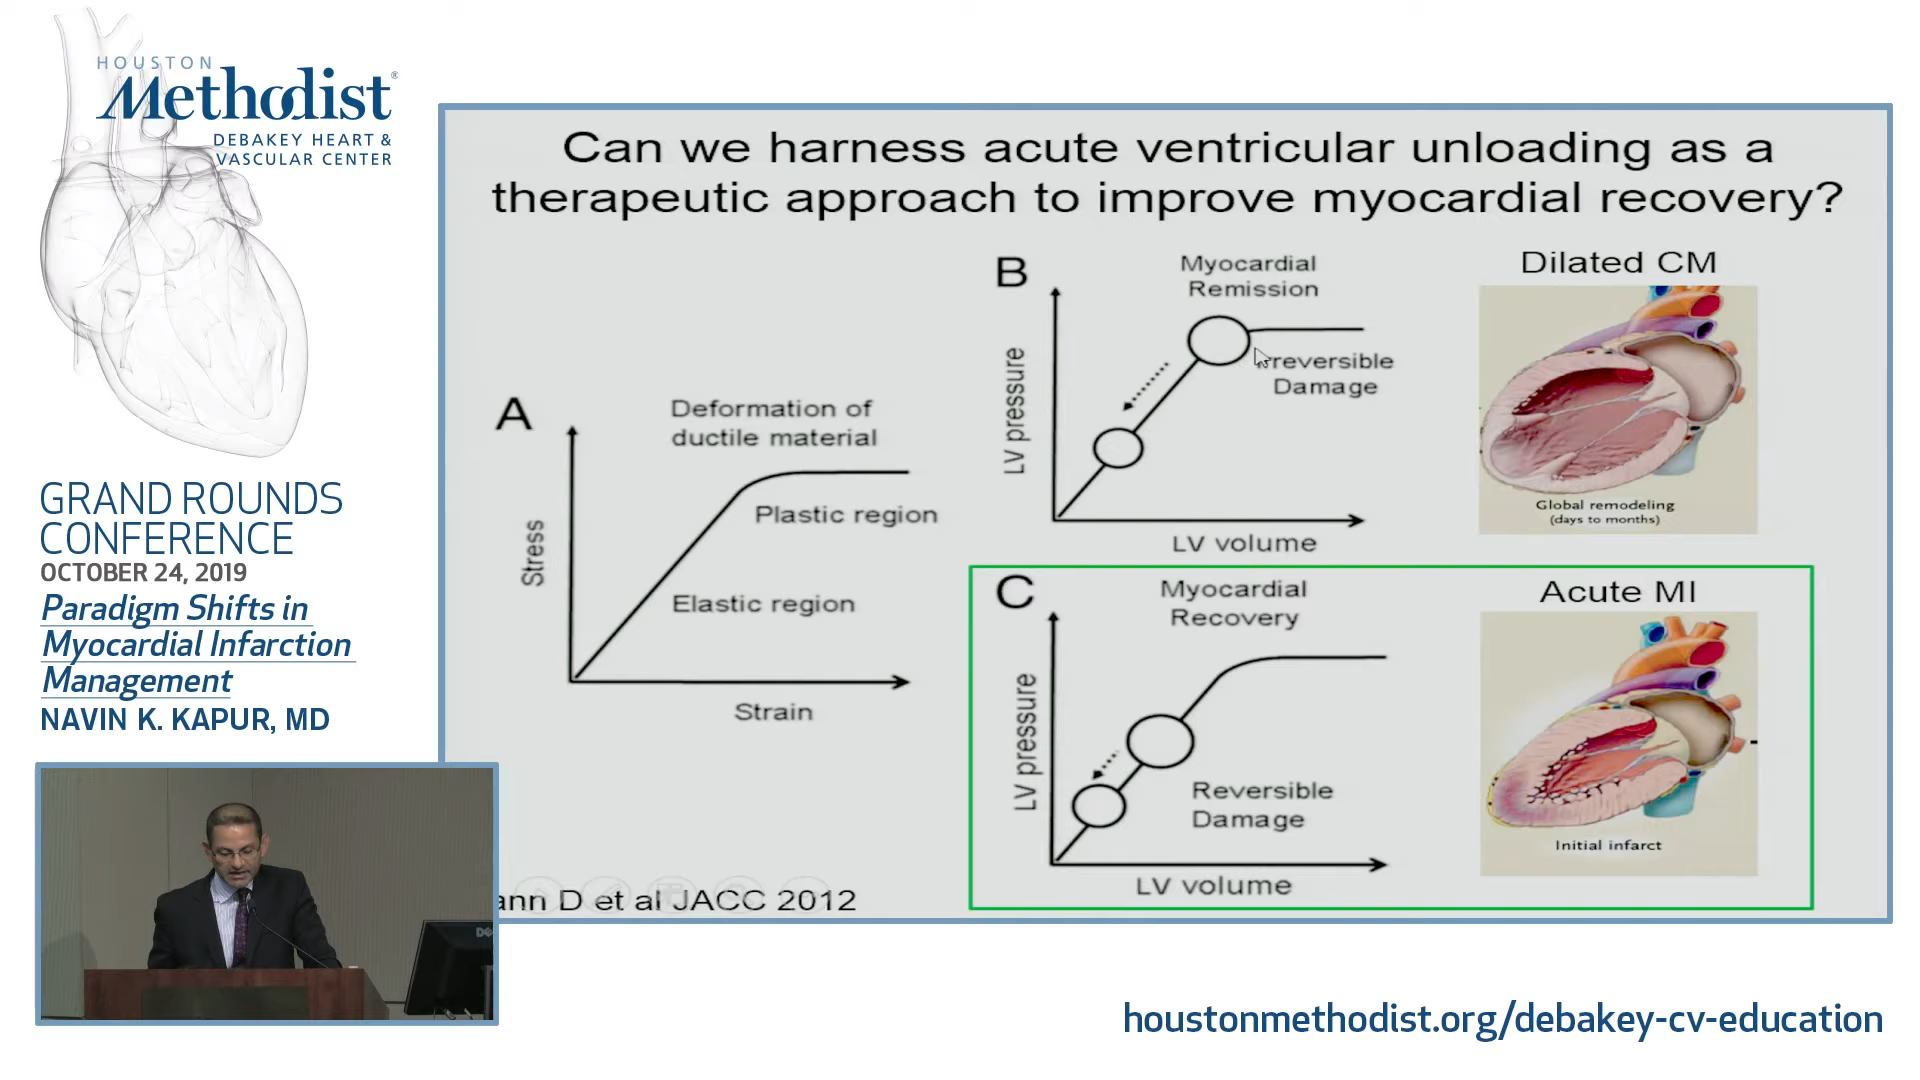 HOUSTON
Methodist®
DEBAKEY HEART &
VASCULAR CENTER
GRAND ROUNDS
CONFERENCE
OCTOBER 24, 2019
Paradigm Shifts in
Myocardial Infarction
Management
NAVIN K. KAPUR, MD
Can we harness acute ventricular unloading as a
therapeutic approach to improve myocardial recovery?
A
Deformation of
ductile material
Plastic region
Elastic region
Stress
Strain
B
Myocardial
Remission
rreversible
Damage
LV pressure
LV volume
Dilated CM
Global remodeling
(days to months)
C
Myocardial
Recovery
Reversible
Damage
LV pressure
LV volume
Acute MI
Initial infarct
ann D et al JACC 2012
houstonmethodist.org/debakey-cv-education